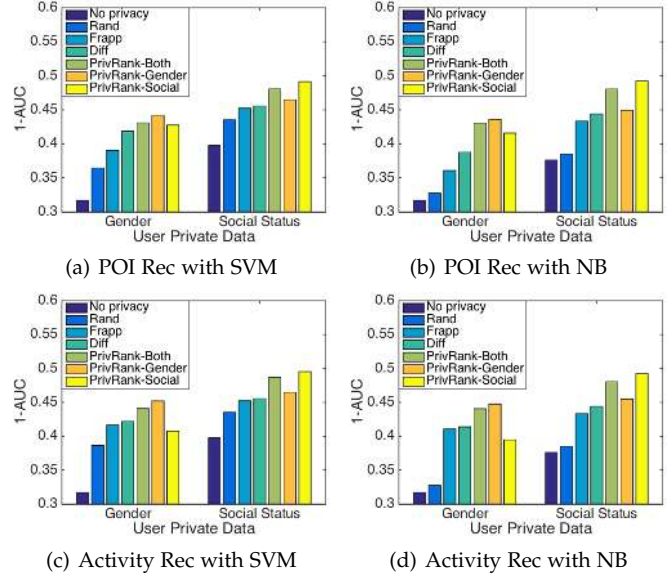 0.6
0.55
0.5
0.45
0.4
0.35
0.3
1-AUC
No privacy
Rand
Frapp
Diff
PrivRank-Both
PrivRank-Gender
PrivRank-Social
Gender Social Status
User Private Data
(a) POI Rec with SVM
0.6
0.55
0.5
0.45
0.4
0.35
0.3
1-AUC
No privacy
Rand
Frapp
Diff
PrivRank-Both
PrivRank-Gender
PrivRank-Social
Gender Social Status
User Private Data
(b) POI Rec with NB
0.6
0.55
0.5
0.45
0.4
0.35
0.3
1-AUC
No privacy
Rand
Frapp
Diff
PrivRank-Both
PrivRank-Gender
PrivRank-Social
Gender Social Status
User Private Data
(c) Activity Rec with SVM
0.6
0.55
0.5
0.45
0.4
0.35
0.3
1-AUC
No privacy
Rand
Frapp
Diff
PrivRank-Both
PrivRank-Gender
PrivRank-Social
Gender Social Status
User Private Data
(d) Activity Rec with NB